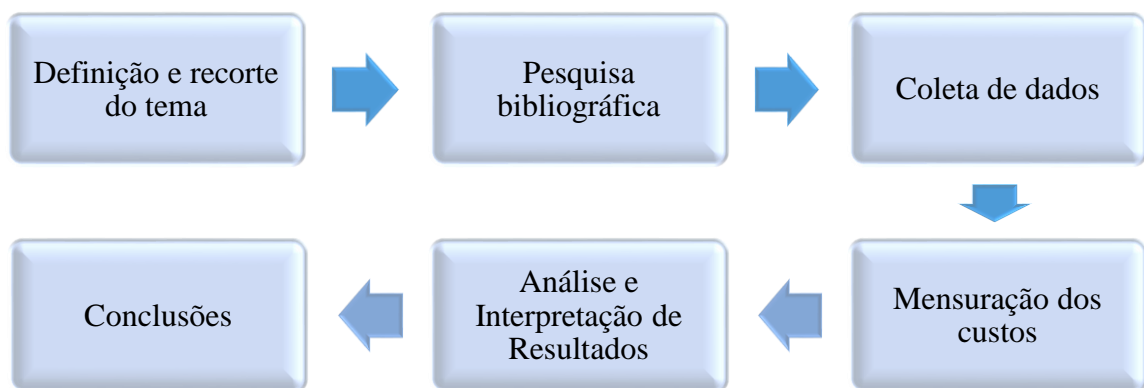 Definição e recorte
do tema
Pesquisa
bibliográfica
Coleta de dados
Mensuração dos
custos
Análise e
Interpretação de
Resultados
Conclusões